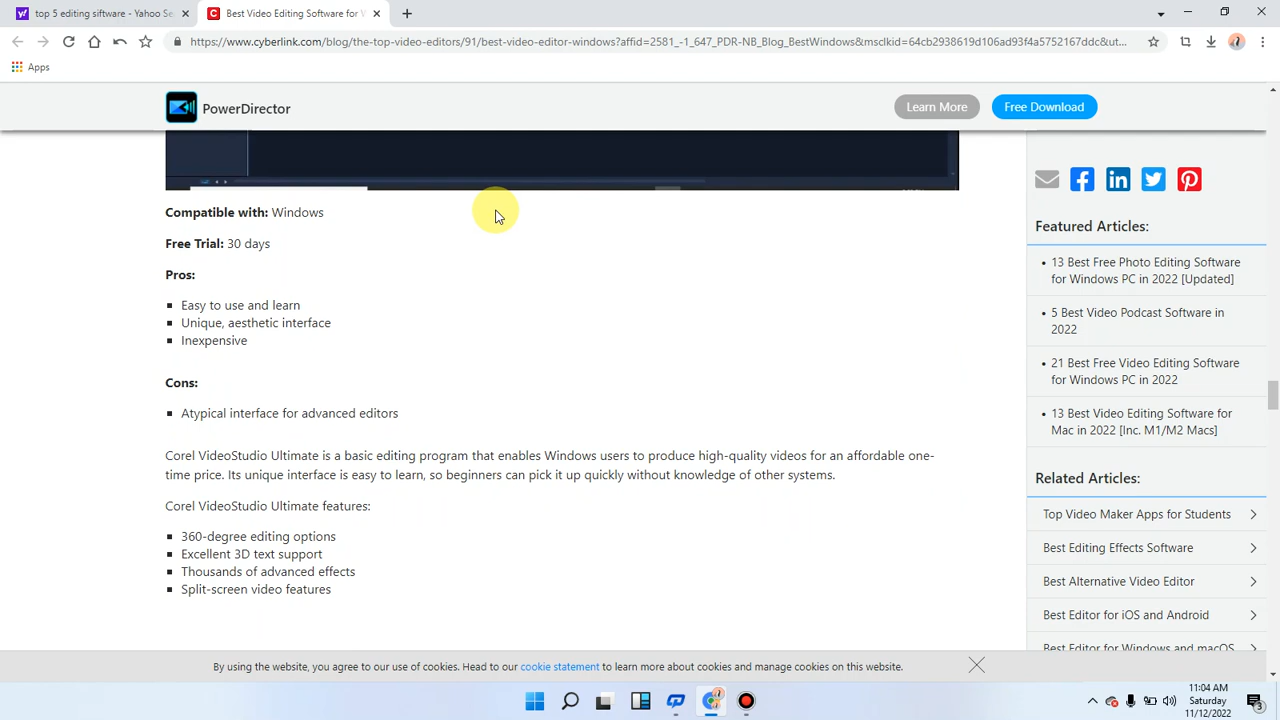 top 5 editing siftware - Yahoo Se
Best Video Editing Software for W
https://www.cyberlink.com/blog/the-top-video-editors/91/best-video-editor-windows?affid=2581_-1_647_PDR-NB_Blog_BestWindows&msclkid=64cb2938619d106ad93f4a5752167ddc&ut...
Apps
PowerDirector
Learn More
Free Download
Compatible with: Windows
Free Trial: 30 days
Pros:
Easy to use and learn
Unique, aesthetic interface
Inexpensive
Cons:
Atypical interface for advanced editors
Corel VideoStudio Ultimate is a basic editing program that enables Windows users to produce high-quality videos for an affordable one-
time price. Its unique interface is easy to learn, so beginners can pick it up quickly without knowledge of other systems.
Corel VideoStudio Ultimate features:
360-degree editing options
Excellent 3D text support
Thousands of advanced effects
Split-screen video features
Featured Articles:
13 Best Free Photo Editing Software
for Windows PC in 2022 [Updated]
5 Best Video Podcast Software in
2022
21 Best Free Video Editing Software
for Windows PC in 2022
13 Best Video Editing Software for
Mac in 2022 [Inc. M1/M2 Macs]
Related Articles:
Top Video Maker Apps for Students
Best Editing Effects Software
Best Alternative Video Editor
Best Editor for iOS and Android
Best Editor for Windows and macOS
By using the website, you agree to our use of cookies. Head to our cookie statement to learn more about cookies and manage cookies on this website.
11:04 AM
Saturday
11/12/2022
3